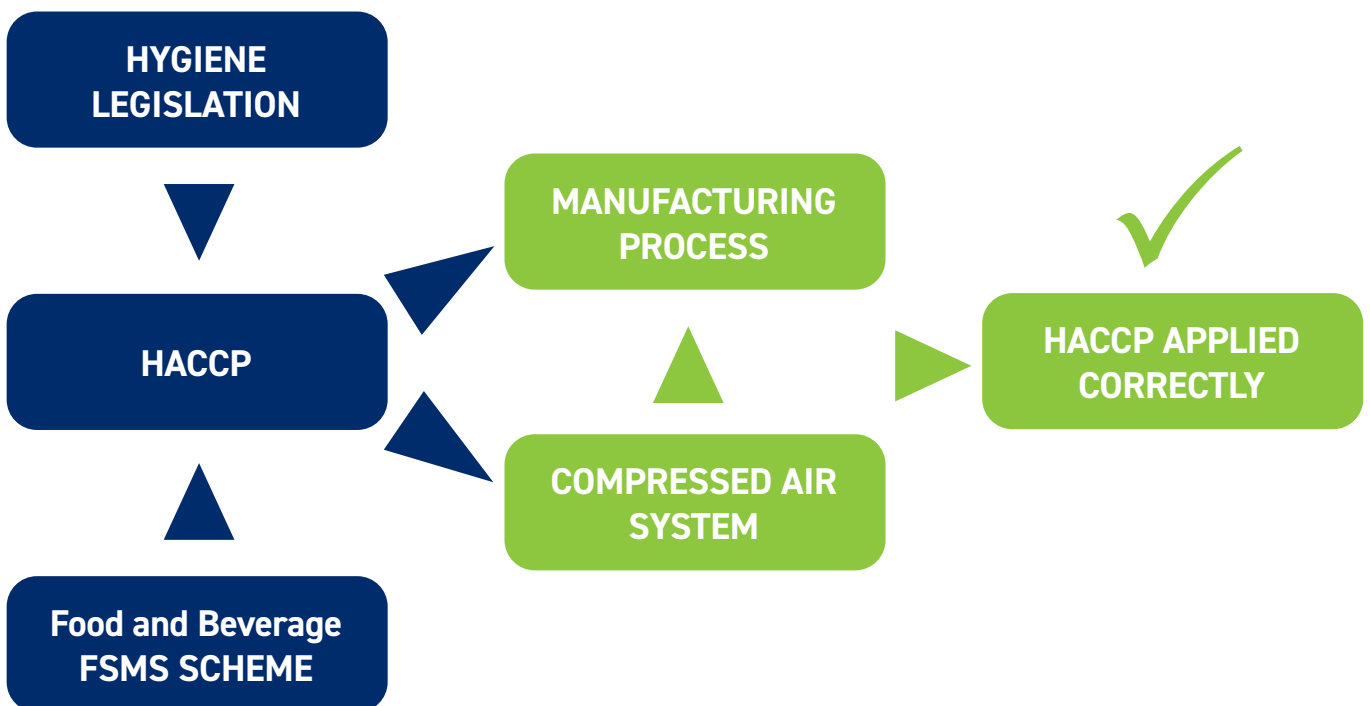 HYGIENE
LEGISLATION
MANUFACTURING
PROCESS
HACCP
HACCP APPLIED
CORRECTLY
COMPRESSED AIR
SYSTEM
Food and Beverage
FSMS SCHEME